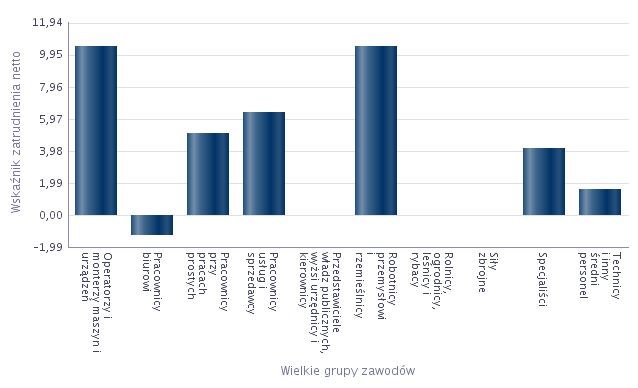 11,94
9,95
7,96
5,97
3,98
1,99
0,00
-1,99
Wskaźnik zatrudnienia netto
Operatorzy i
monterzy maszyn i
urządzeń
Pracownicy
biurowi
Pracownicy
przy
pracach
prostych
Pracownicy
usług i
sprzedawcy
Przedstawiciele
władz publicznych,
wyżsi urzędnicy i
kierownicy
Robotnicy
przemysłowi
i
rzemieślnicy
Rolnicy,
ogrodnicy,
leśnicy i
rybacy
Siły
zbrojne
Specjaliści
Technicy
i inny
średni
personel
Wielkie grupy zawodów